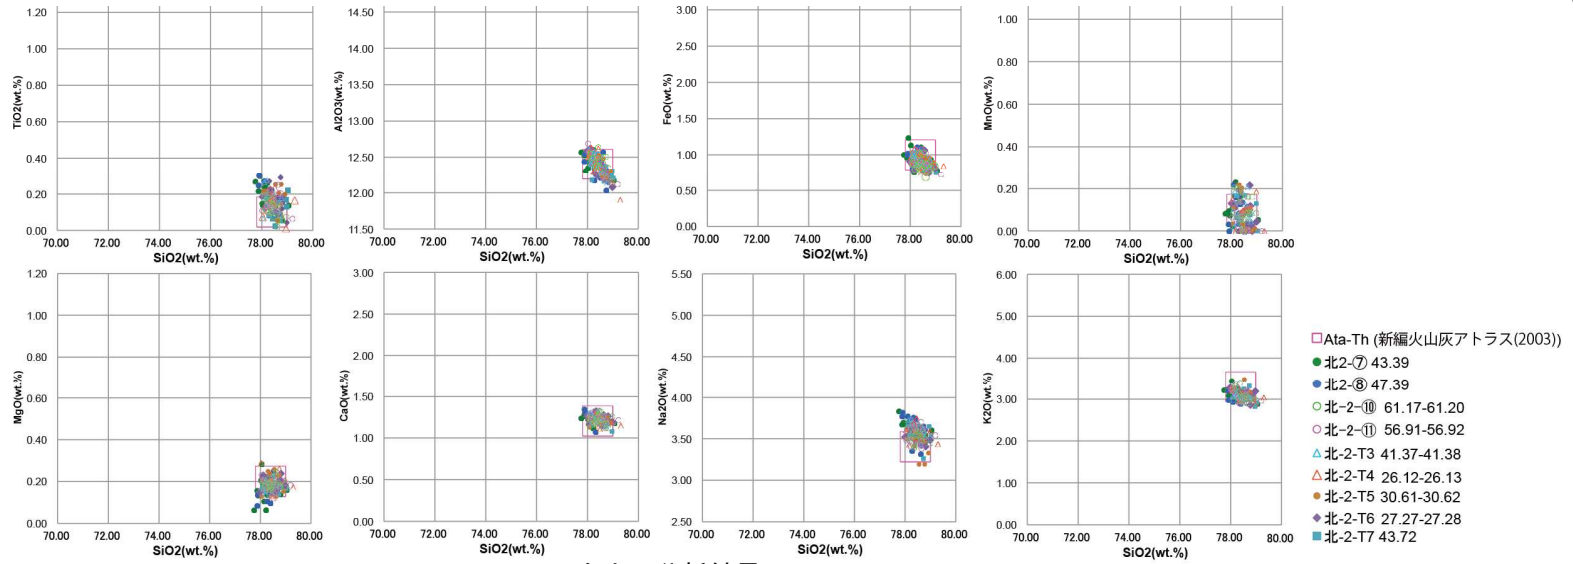 1.20
1.00
0.80
0.60
0.40
0.20
0.00
TiO2(wt.%)
70.00 72.00 74.00 76.00 78.00 80.00
SiO2(wt.%)
14.50
14.00
13.50
13.00
12.50
12.00
11.50
Al2O3(wt.%)
70.00 72.00 74.00 76.00 78.00 80.00
SiO2(wt.%)
3.00
2.50
2.00
1.50
1.00
0.50
0.00
FeO(wt.%)
70.00 72.00 74.00 76.00 78.00 80.00
SiO2(wt.%)
1.00
0.80
0.60
0.40
0.20
0.00
MnO(wt.%)
70.00 72.00 74.00 76.00 78.00 80.00
SiO2(wt.%)
1.20
1.00
0.80
0.60
0.40
0.20
0.00
MgO(wt.%)
70.00 72.00 74.00 76.00 78.00 80.00
SiO2(wt.%)
3.00
2.50
2.00
1.50
1.00
0.50
0.00
CaO(wt.%)
70.00 72.00 74.00 76.00 78.00 80.00
SiO2(wt.%)
5.50
5.00
4.50
4.00
3.50
3.00
2.50
Na2O(wt.%)
70.00 72.00 74.00 76.00 78.00 80.00
SiO2(wt.%)
6.00
5.00
4.00
3.00
2.00
1.00
0.00
K2O(wt.%)
70.00 72.00 74.00 76.00 78.00 80.00
SiO2(wt.%)
Ata-Th (新編火山灰アトラス(2003))
北2-⑦ 43.39
北2-⑧ 47.39
北-2-⑩ 61.17-61.20
北-2-⑪ 56.91-56.92
北-2-T3 41.37-41.38
北-2-T4 26.12-26.13
北-2-T5 30.61-30.62
北-2-T6 27.27-27.28
北-2-T7 43.72